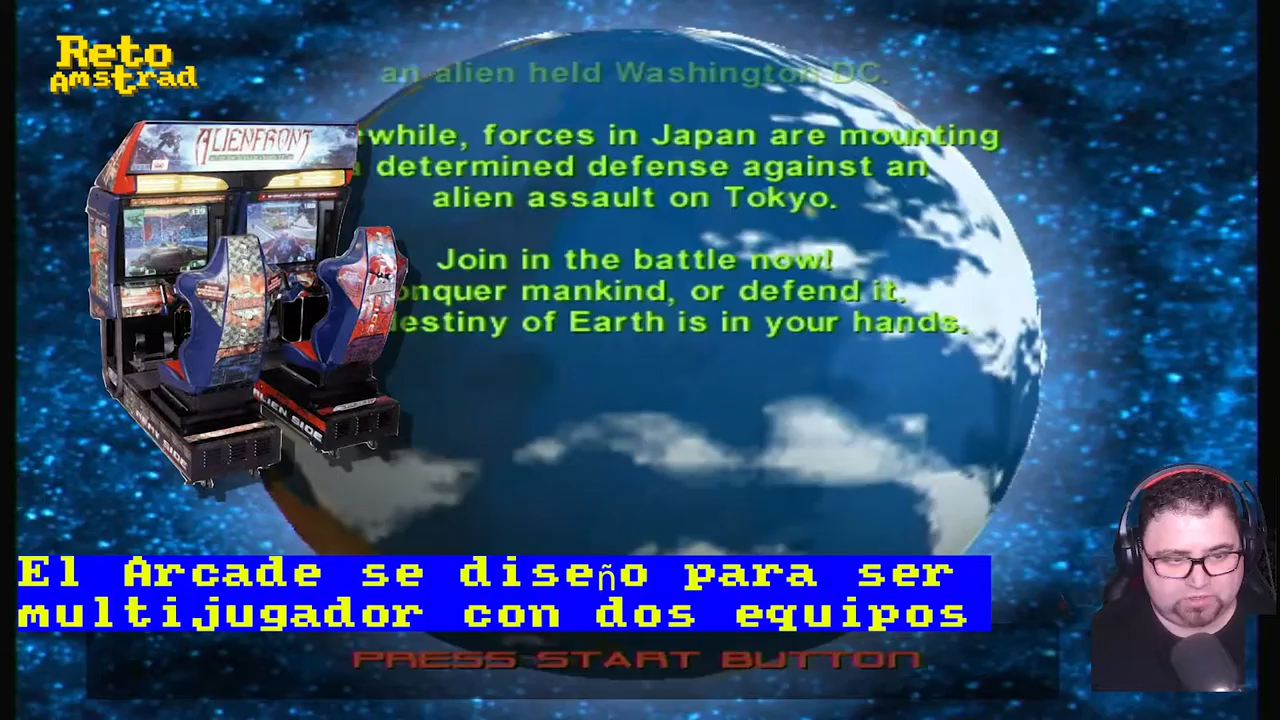 Reto
Amstrad
an alien held Washington DC.
while, forces in Japan are mounting
determined defense against an
alien assault on Tokyo.
Join in the battle now!
onquer mankind, or defend it.
destiny of Earth is in your hands.
ALIENFRONT
ALIEN SIDE
El Arcade se diseño para ser
multijugador con dos equipos
PRESS START BUTTON